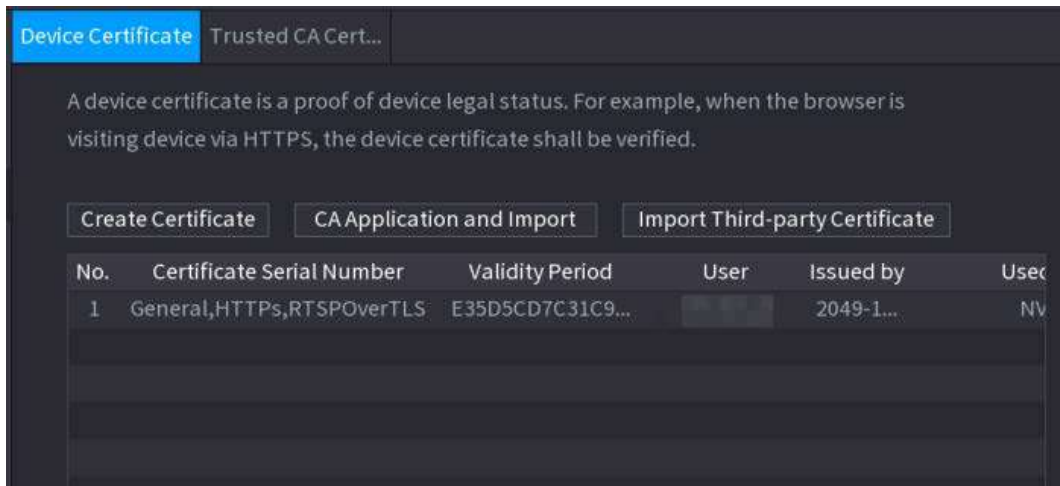 Device Certificate Trusted CA Cert...
A device certificate is a proof of device legal status. For example, when the browser is
visiting device via HTTPS, the device certificate shall be verified.
Create Certificate CA Application and Import Import Third-party Certificate
No. Certificate Serial Number Validity Period User Issued by
1 General,HTTPs,RTSPOverTLS E35D5CD7C31C9... 2049-1... NV